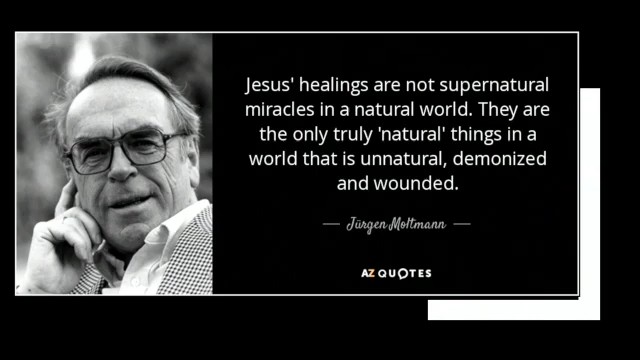 Jesus' healings are not supernatural
miracles in a natural world. They are
the only truly 'natural' things in a
world that is unnatural, demonized
and wounded.
Jürgen Moltmann
AZ QUOTES